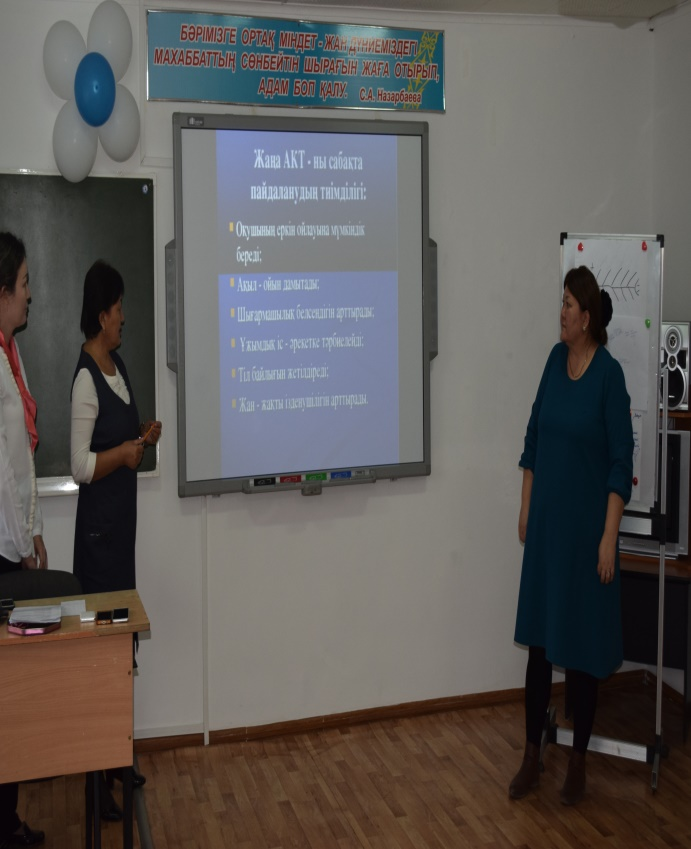 БӘРІМІЗГЕ ОРТАҚ МІНДЕТ - ЖАН ДҮНИЕМІЗДЕГІ
МАХАББАТТЫҢ СӨНБЕЙТІН ШЫРАҒЫН ЖАҒА ОТЫРЫП,
АДАМ БОП ҚАЛУ. С.А. Назарбаева
Жаңа АКТ - ны сабақта
пайдаланудың тиімділігі:
Оқушының еркін ойлауына мүмкіндік
береді;
Ақыл - ойын дамытады;
Шығармашылық белсендігін арттырады;
Ұжымдық іс - әрекетке тәрбиелейді;
Тіл байлығын жетілдіреді;
Жан - жақты ізденушілігін арттырады.